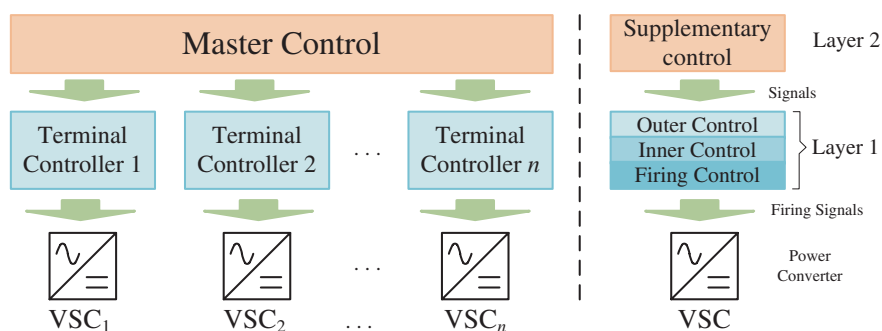 Master Control
Terminal
Controller 1
Terminal
Controller 2
. . .
Terminal
Controller n
. . .
VSC1
VSC2
. . .
VSCn
Supplementary
control
Layer 2
Signals
Outer Control
Inner Control
Firing Control
Layer 1
Firing Signals
Power
Converter
VSC